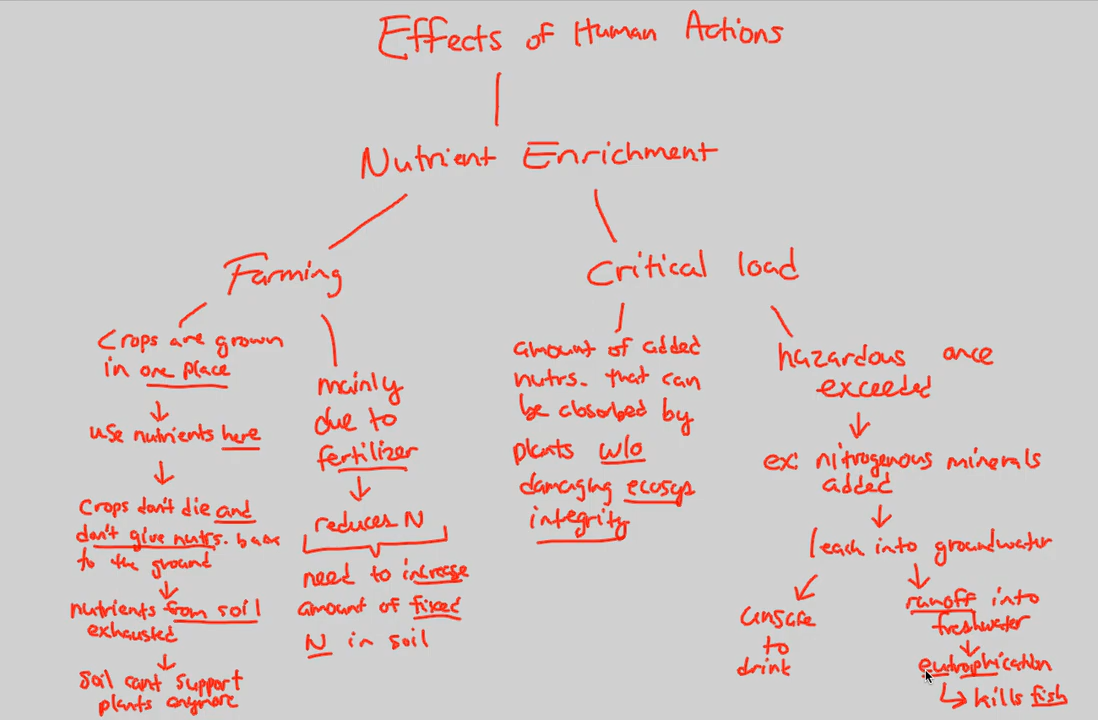 Effects of Human Actions
Nutrient Enrichment
Farming
Crops are grown
in one place
use nutrients here
Crops don't die and
don't give nutrs. back
to the ground
nutrients from soil
exhausted
Soil cant support
plants anymore
mainly
due to
fertilizer
reduces N
need to increase
amount of fixed
N in soil
Critical load
amount of added
nutrs. that can
be absorbed by
plants w/o
damaging ecosys
integrity
hazardous once
exceeded
ex: nitrogenous minerals
added
leach into groundwater
unsafe
to
drink
runoff into
freshwater
eutrophication
kills fish